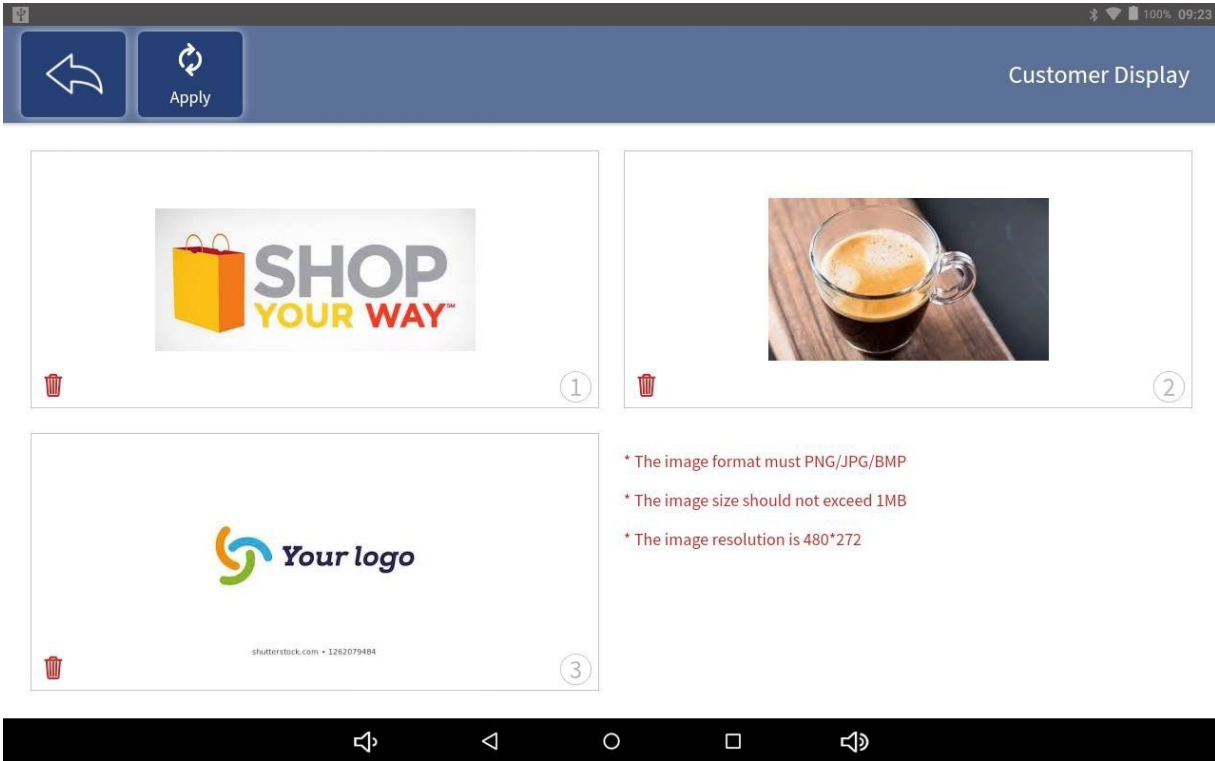 100% 09:23
Apply
Customer Display
SHOP
YOUR WAY℠
1
2
* The image format must PNG/JPG/BMP
* The image size should not exceed 1MB
* The image resolution is 480*272
Your logo
shutterstock.com • 1262079484
3